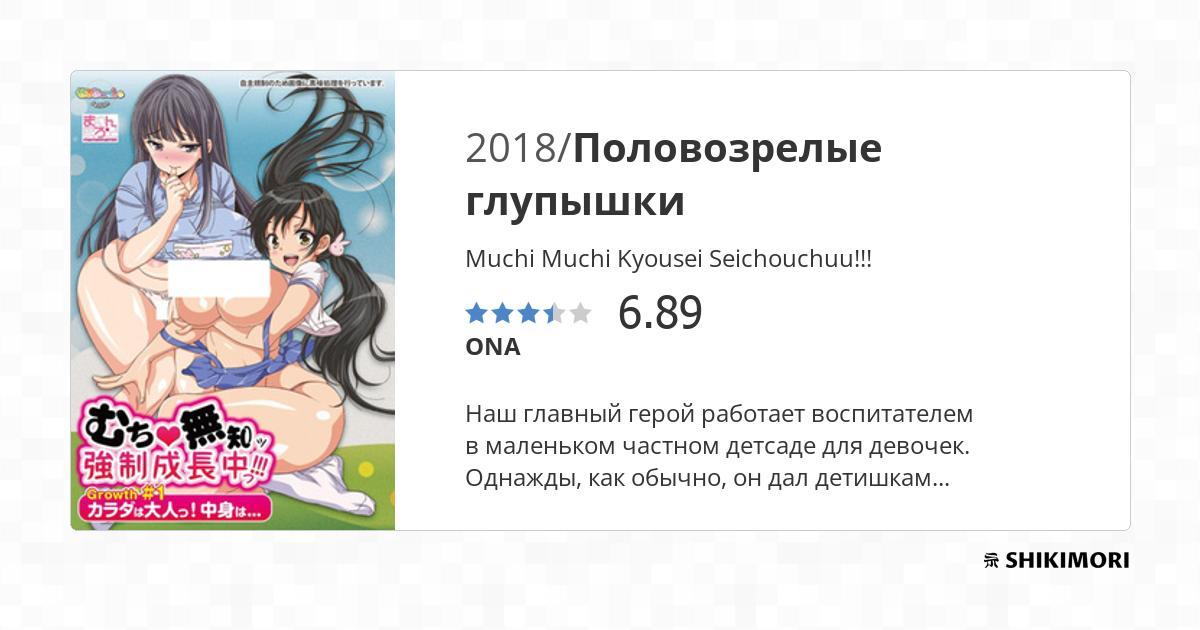 自主規制のため画像に髙極処理を行っています。
2018/Половозрелые
глупышки
Muchi Muchi Kyousei Seichouchuu!!!
6.89
ONA
Наш главный герой работает воспитателем
в маленьком частном детсаде для девочек.
Однажды, как обычно, он дал детишкам...
むち♥無知ッ
強制成長中っ!!!
Growth #1
カラダは大人っ!中身は...
SHIKIMORI